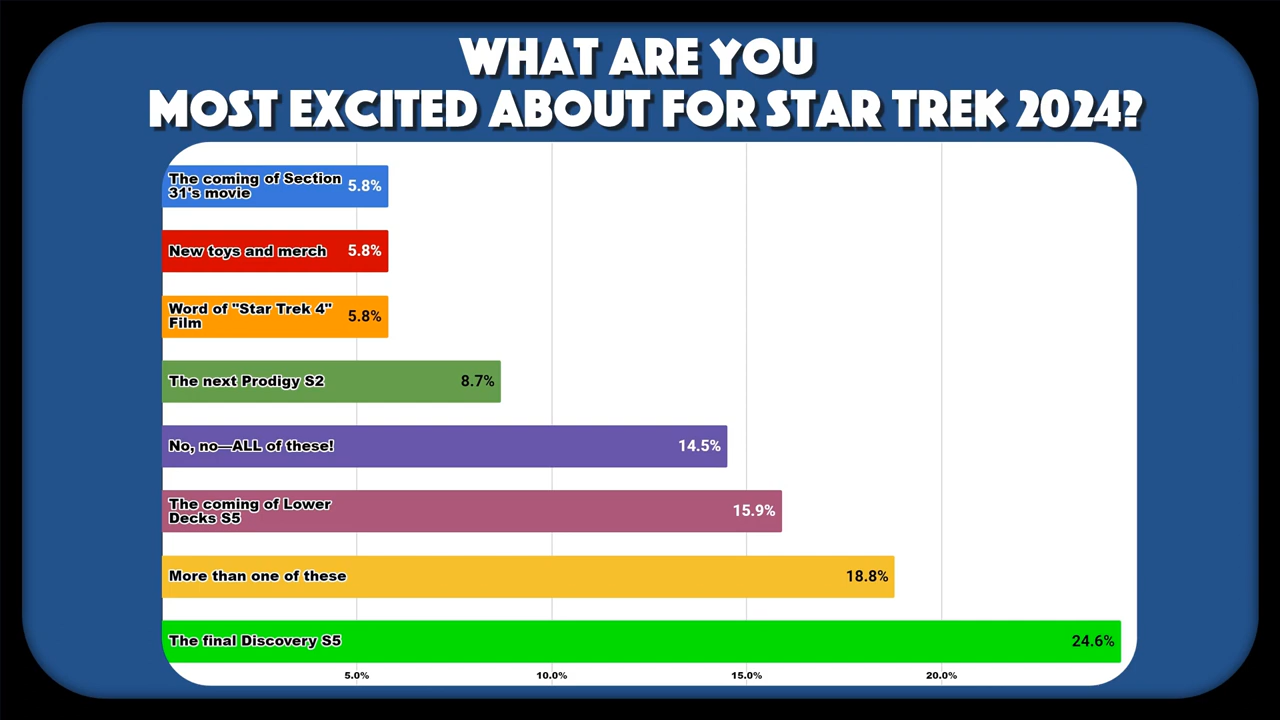 WHAT ARE YOU
MOST EXCITED ABOUT FOR STAR TREK 2024?
The coming of Section
31's movie
5.8%
New toys and merch
5.8%
Word of "Star Trek 4"
Film
5.8%
The next Prodigy S2
8.7%
No, no—ALL of these!
14.5%
The coming of Lower
Decks S5
15.9%
More than one of these
18.8%
The final Discovery S5
24.6%
5.0%
10.0%
15.0%
20.0%